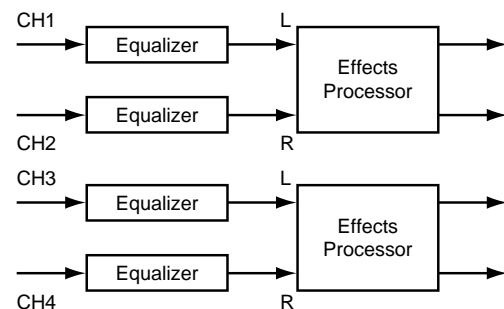 CH1
Equalizer
L
Effects
Processor
Equalizer
CH2
R
CH3
Equalizer
L
Effects
Processor
Equalizer
CH4
R